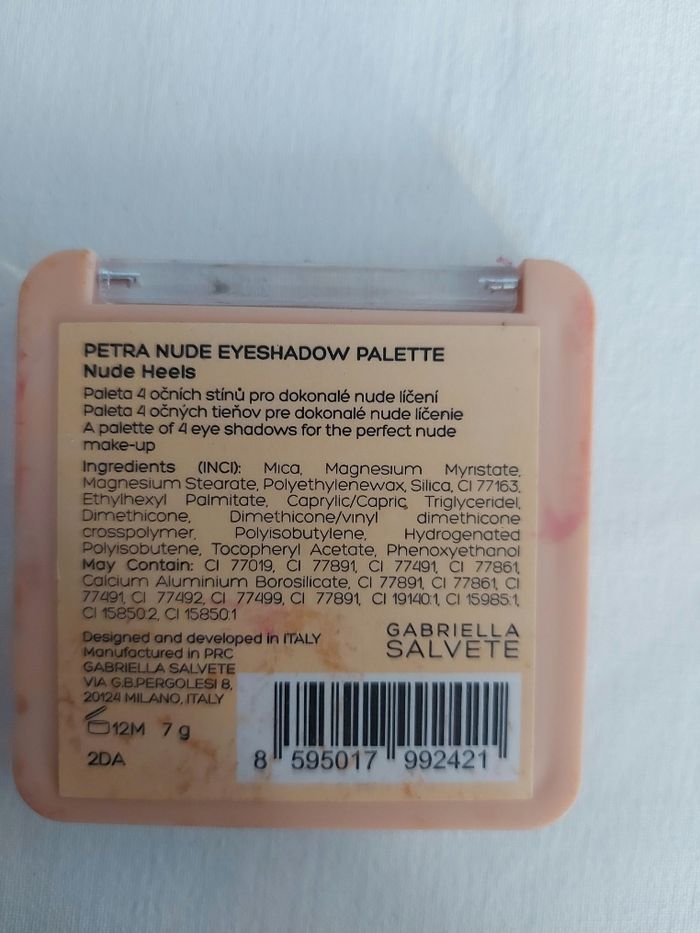 PETRA NUDE EYESHADOW PALETTE
Nude Heels
Paleta 4 očních stínů pro dokonalé nude líčení
Paleta 4 očných tieňov pre dokonalé nude líčenie
A palette of 4 eye shadows for the perfect nude
make-up
Ingredients (INCI): Mica, Magnesium Myristate,
Magnesium Stearate, Polyethylenewax, Silica, CI 77163,
Ethylhexyl Palmitate, Caprylic/Capric, Triglyceridel,
Dimethicone, Dimethicone/vinyl dimethicone
crosspolymer, Polyisobutylene, Hydrogenated
Polyisobutene, Tocopheryl Acetate, Phenoxyethanol
May Contain: CI 77019, CI 77891, CI 77491, CI 77861,
Calcium Aluminium Borosilicate, CI 77891, CI 77861, CI
77491, CI 77492, CI 77499, CI 77891, CI 19140:1, CI 15985:1,
CI 15850:2, CI 15850:1
Designed and developed in ITALY
Manufactured in PRC
GABRIELLA SALVETE
VIA G.B.PERGOLESI 8,
20124 MILANO, ITALY
GABRIELLA
SALVETE
12M 7 g
2DA
8 595017 992421